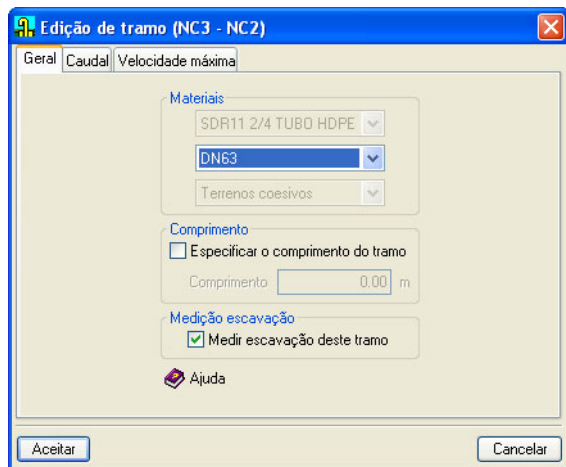 Edição de tramo (NC3 - NC2)
Geral Caudal Velocidade máxima
Materiais
SDR11 2/4 TUBO HDPE
DN63
Terrenos coesivos
Comprimento
Especificar o comprimento do tramo
Comprimento 0.00 m
Medição escavação
Medir escavação deste tramo
Ajuda
Aceitar Cancelar